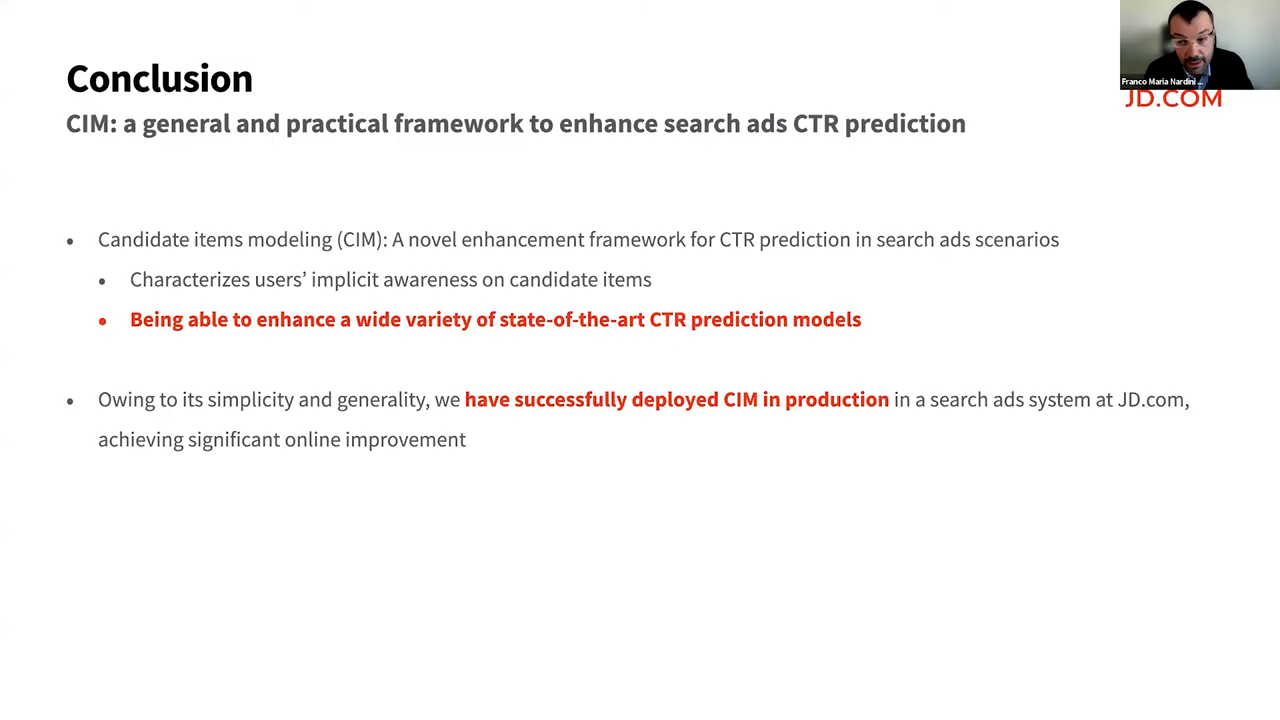 Conclusion
CIM: a general and practical framework to enhance search ads CTR prediction
Franco Maria Nardini ...
JD.COM
• Candidate items modeling (CIM): A novel enhancement framework for CTR prediction in search ads scenarios
• Characterizes users’ implicit awareness on candidate items
• Being able to enhance a wide variety of state-of-the-art CTR prediction models
• Owing to its simplicity and generality, we have successfully deployed CIM in production in a search ads system at JD.com,
achieving significant online improvement